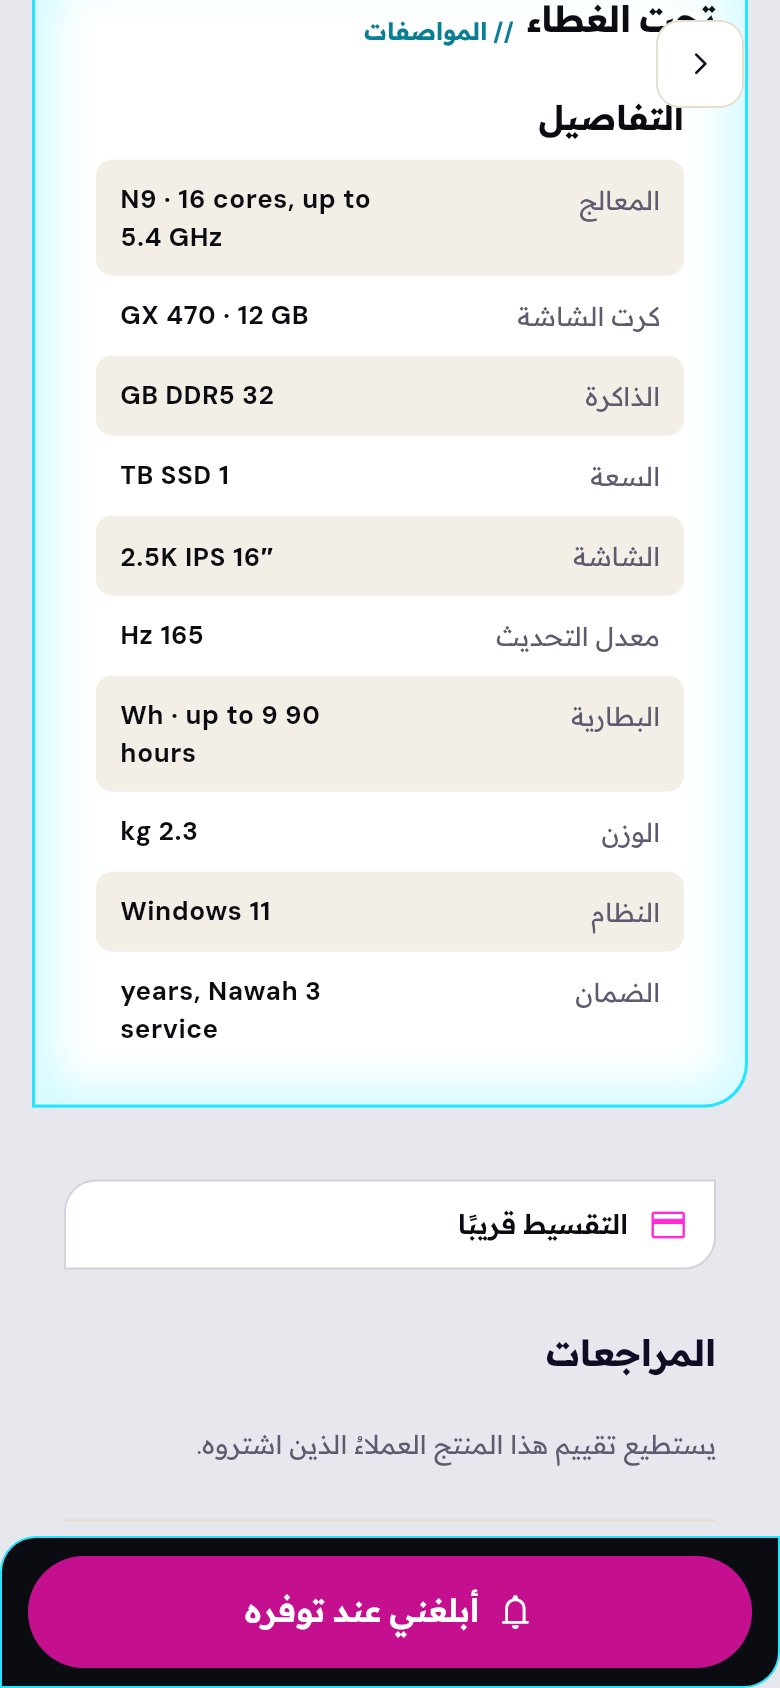 تحت الغطاء // المواصفات
التفاصيل
المعالج
N9 · 16 cores, up to
5.4 GHz
كرت الشاشة
GX 470 · 12 GB
الذاكرة
GB DDR5 32
السعة
TB SSD 1
الشاشة
2.5K IPS 16″
معدل التحديث
Hz 165
البطارية
Wh · up to 9 90
hours
الوزن
kg 2.3
النظام
Windows 11
الضمان
years, Nawah 3
service
التقسيط قريبًا
المراجعات
يستطيع تقييم هذا المنتج العملاءُ الذين اشتروه.
أبلغني عند توفره